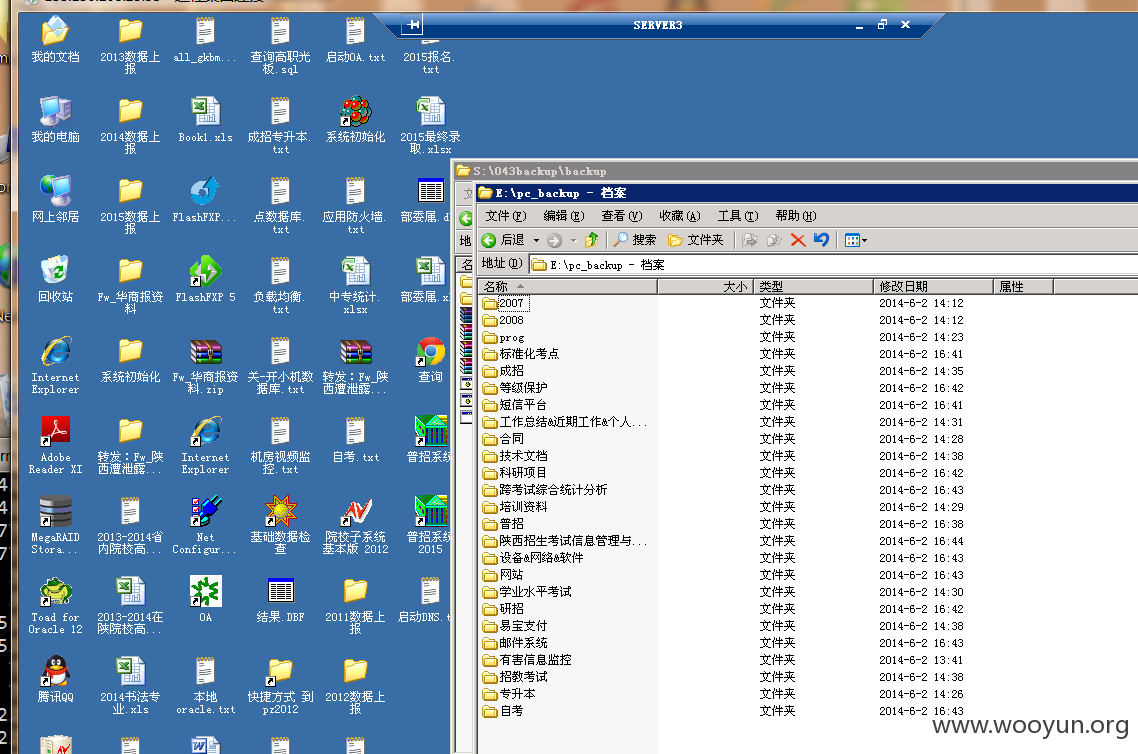 SERVER3
我的文档
2013数据上
报
all_gkbm...
查询高职光
板.sql
启动OA.txt
2015报名.
txt
我的电脑
2014数据上
报
Book1.xls
成招专升本.
txt
系统初始化
2015最终录
取.xlsx
网上邻居
2015数据上
报
FlashFXP...
点数据库.
txt
应用防火墙.
txt
部委属.d
回收站
Fw_华商报资
料
FlashFXP 5
负载均衡.
txt
中专统计.
xlsx
部委属.x
Internet
Explorer
系统初始化
Fw_华商报资
料.zip
关-开小机数
据库.txt
转发：Fw_陕
西遭泄露...
查询
Adobe
Reader XI
转发：Fw_陕
西遭泄露...
Internet
Explorer
机房视频监
控.txt
自考.txt
普招系统
MegaRAID
Stora...
2013-2014省
内院校高...
Net
Configur...
基础数据检
查
院校子系统
基本版 2012
普招系统
2015
Toad for
Oracle 12
2013-2014在
陕院校高...
OA
结果.DBF
2011数据上
报
启动DNS.t
腾讯QQ
2014书法专
业.xls
本地
oracle.txt
快捷方式 到
pz2012
2012数据上
报
S:\043backup\backup
E:\pc_backup - 档案
文件(F) 编辑(E) 查看(V) 收藏(A) 工具(T) 帮助(H)
后退 搜索 文件夹
地址(D) E:\pc_backup - 档案
名称 大小 类型 修改日期 属性
2007 文件夹 2014-6-2 14:12
2008 文件夹 2014-6-2 14:12
prog 文件夹 2014-6-2 14:23
标准化考点 文件夹 2014-6-2 16:41
成招 文件夹 2014-6-2 14:35
等级保护 文件夹 2014-6-2 16:42
短信平台 文件夹 2014-6-2 16:41
工作总结&近期工作&个人... 文件夹 2014-6-2 14:31
合同 文件夹 2014-6-2 14:28
技术文档 文件夹 2014-6-2 14:38
科研项目 文件夹 2014-6-2 16:42
跨考试综合统计分析 文件夹 2014-6-2 16:43
培训资料 文件夹 2014-6-2 14:29
普招 文件夹 2014-6-2 16:38
陕西招生考试信息管理与... 文件夹 2014-6-2 16:44
设备&网络&软件 文件夹 2014-6-2 16:43
网站 文件夹 2014-6-2 16:43
学业水平考试 文件夹 2014-6-2 14:30
研招 文件夹 2014-6-2 16:42
易宝支付 文件夹 2014-6-2 14:38
邮件系统 文件夹 2014-6-2 16:43
有害信息监控 文件夹 2014-6-2 13:41
招教考试 文件夹 2014-6-2 14:38
专升本 文件夹 2014-6-2 14:26
自考 文件夹 2014-6-2 16:43
www.wooyun.org